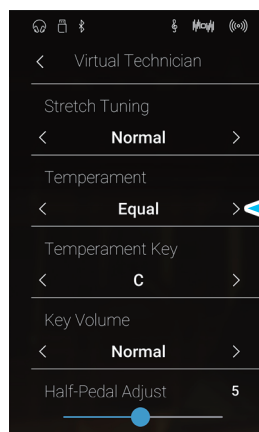 Virtual Technician
Stretch Tuning
Normal
Temperament
Equal
Temperament Key
C
Key Volume
Normal
Half-Pedal Adjust 5